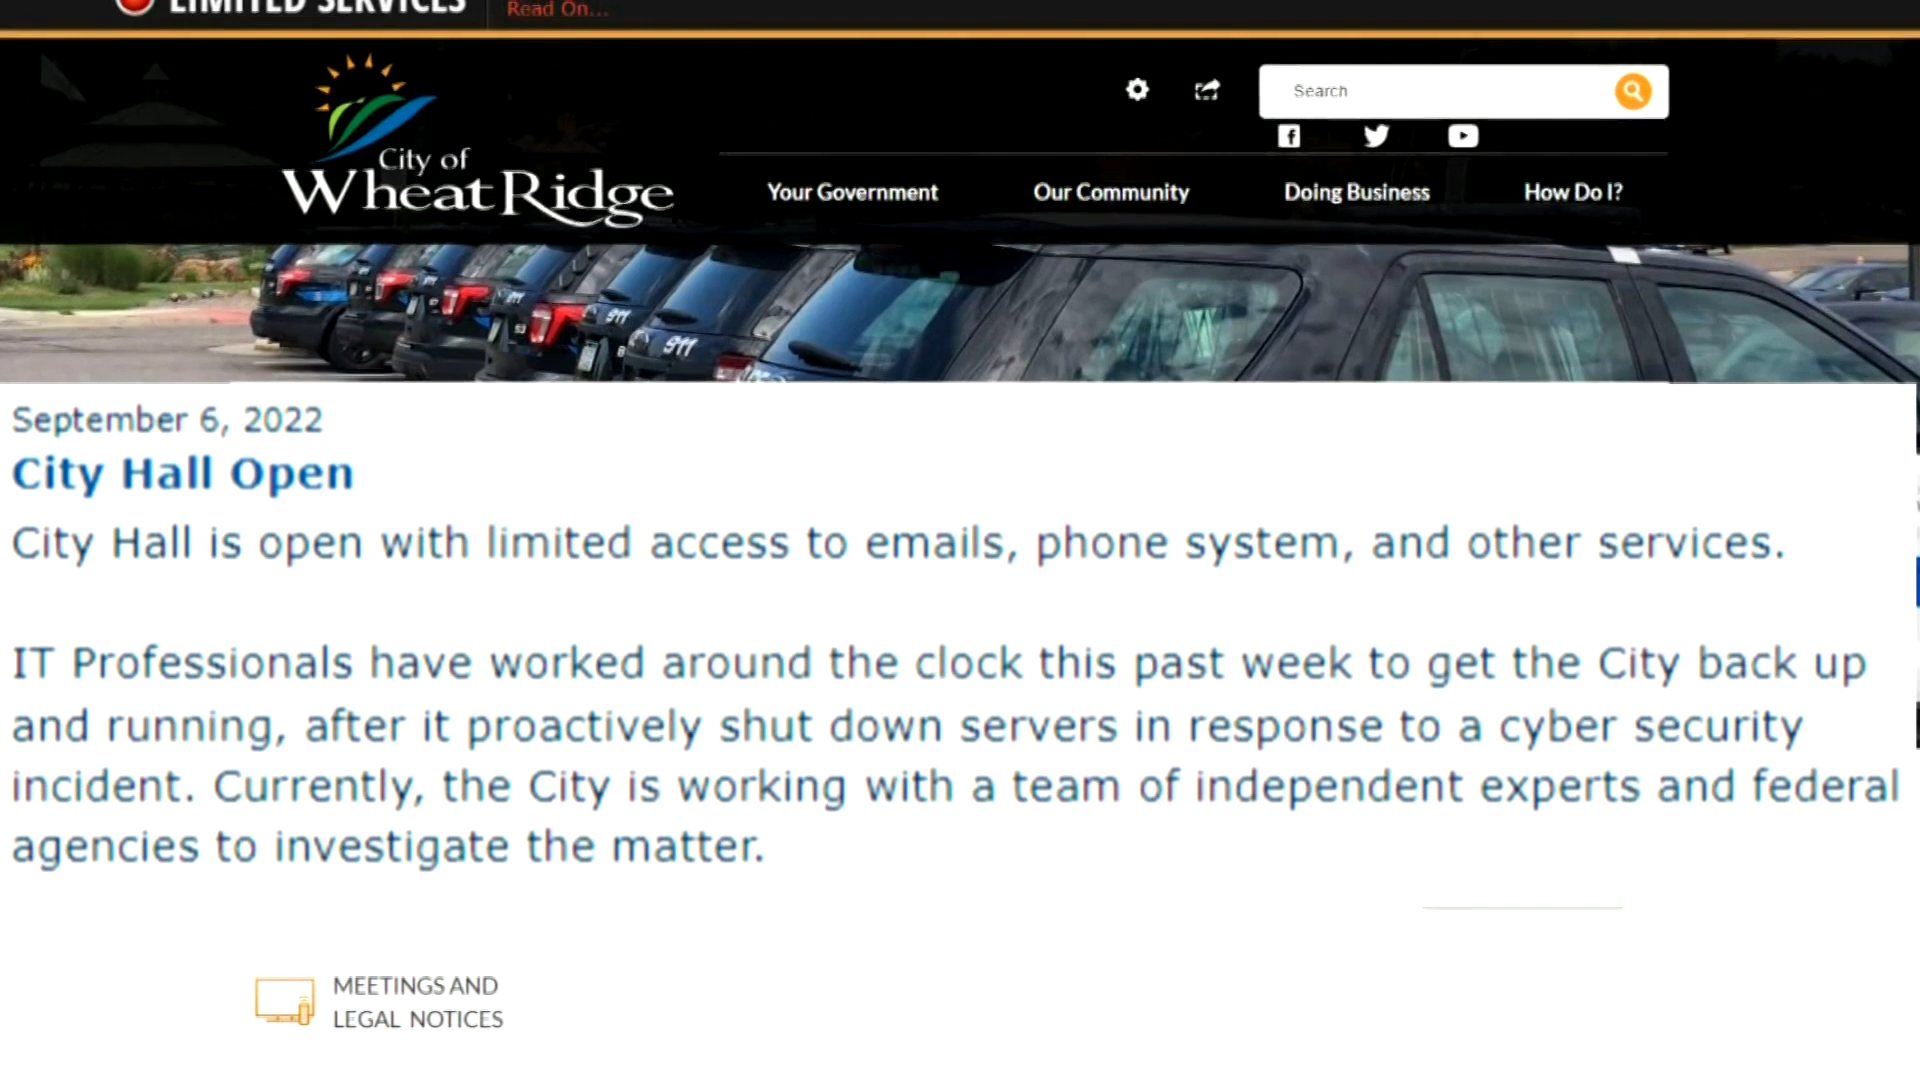 LIMITED SERVICES
Read On...
Search
City of
Wheat Ridge
Your Government
Our Community
Doing Business
How Do I?
911
911
September 6, 2022
City Hall Open
City Hall is open with limited access to emails, phone system, and other services.
IT Professionals have worked around the clock this past week to get the City back up
and running, after it proactively shut down servers in response to a cyber security
incident. Currently, the City is working with a team of independent experts and federal
agencies to investigate the matter.
MEETINGS AND
LEGAL NOTICES